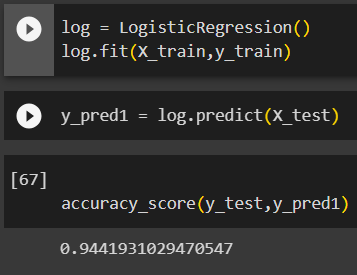 log = LogisticRegression()
log.fit(X_train,y_train)
y_pred1 = log.predict(X_test)
[67]
accuracy_score(y_test,y_pred1)
0.9441931029470547